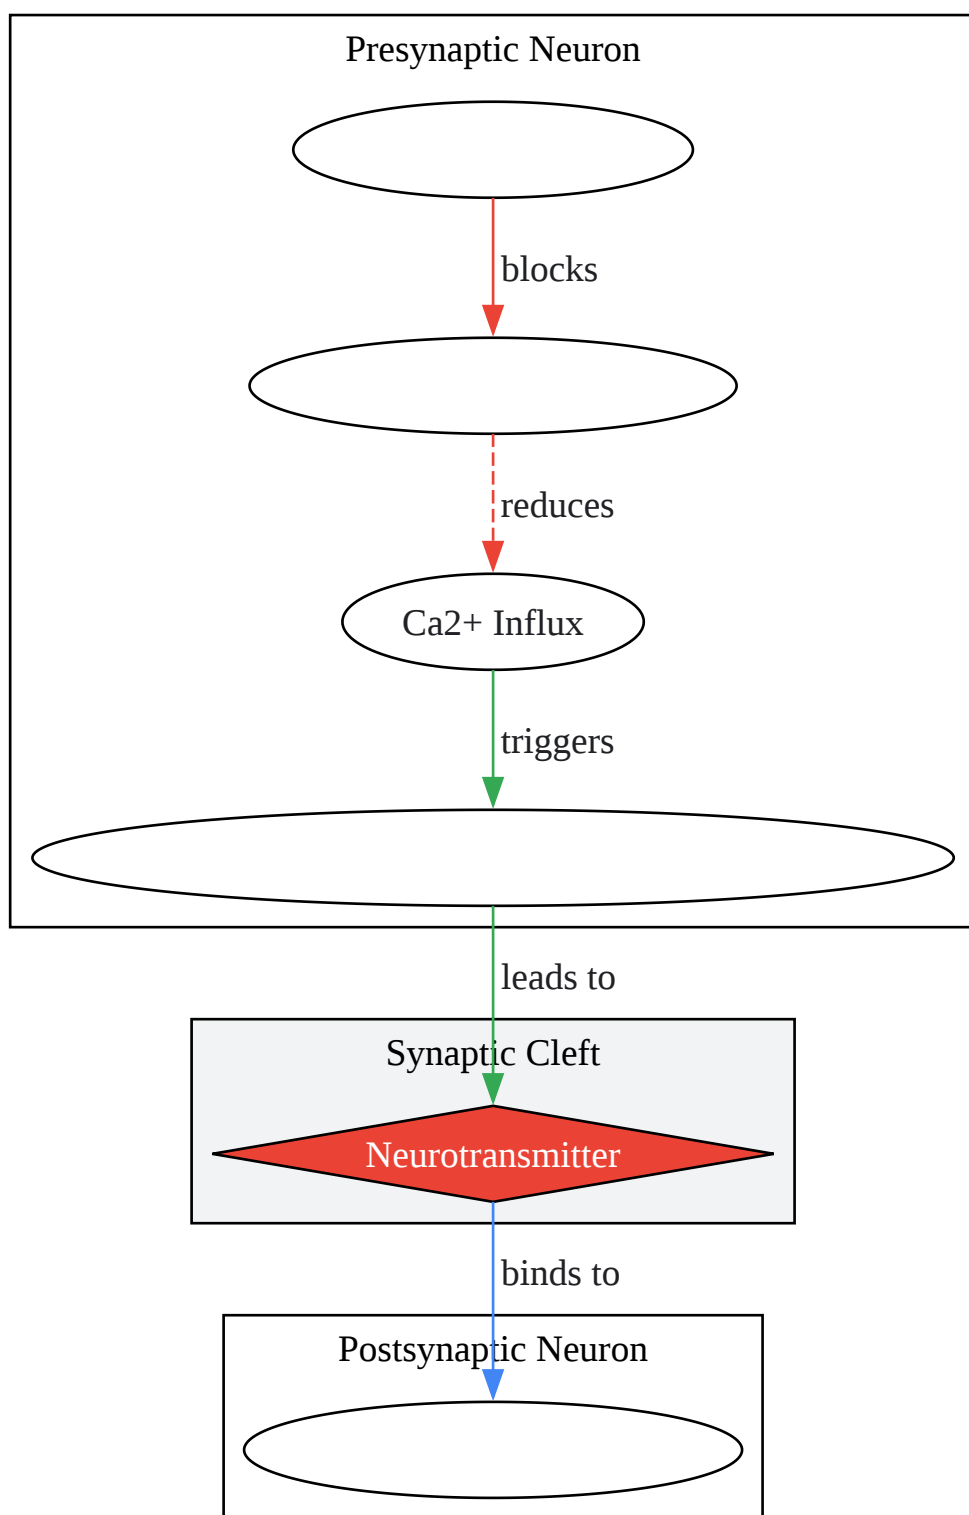 Presynaptic Neuron
blocks
reduces
Ca2+ Influx
triggers
leads to
Synaptic Cleft
Neurotransmitter
binds to
Postsynaptic Neuron